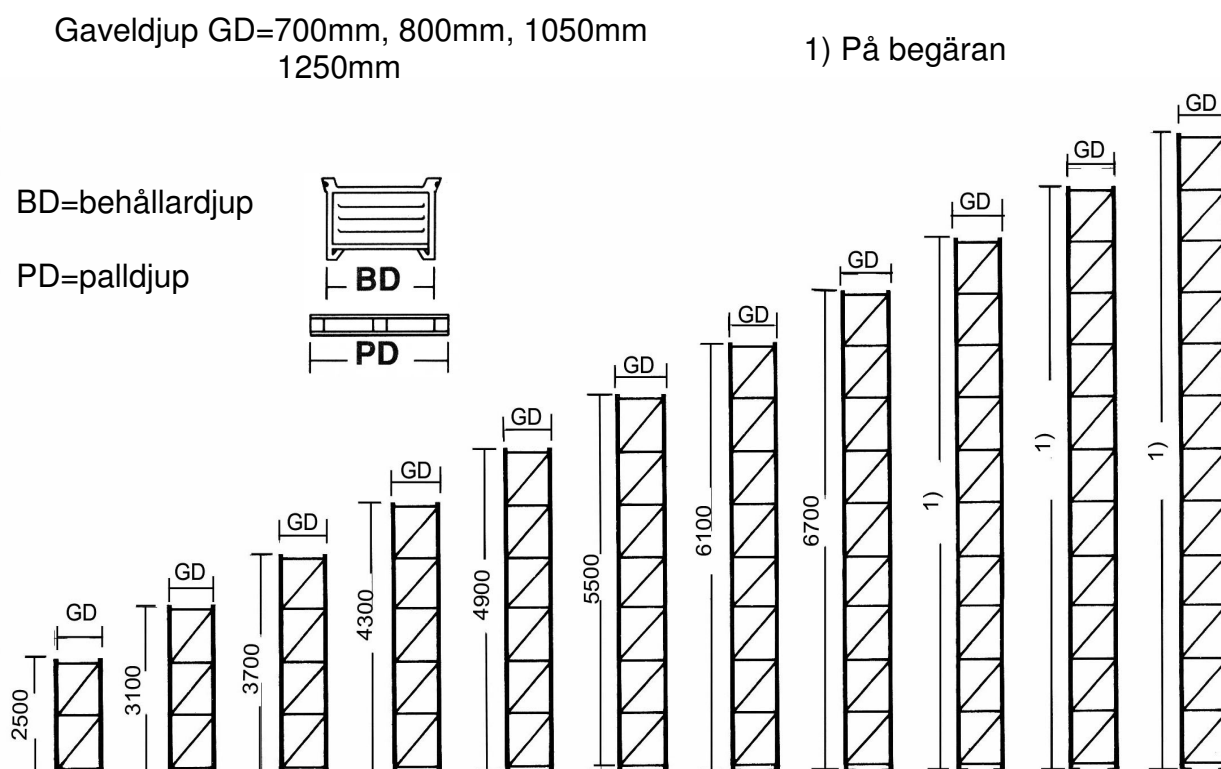 Gaveldjup GD=700mm, 800mm, 1050mm
1250mm
1) På begäran
BD=behållardjup
PD=palldjup
BD
PD
GD
GD
GD
GD
GD
GD
GD
GD
GD
GD
GD
2500
3100
3700
4300
4900
5500
6100
6700
1)
1)
1)